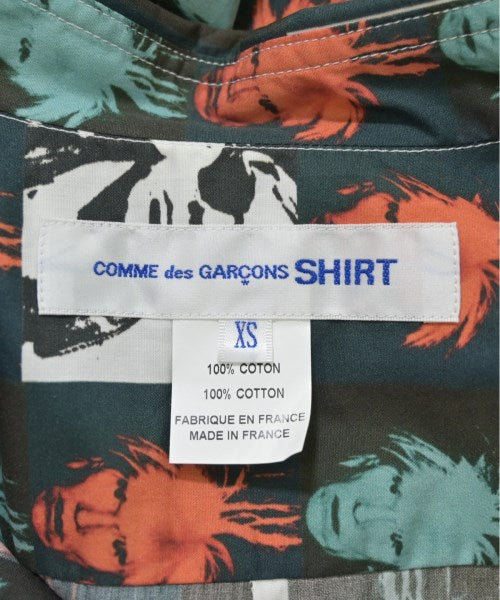 COMME des GARÇONS SHIRT
XS
100% COTON
100% COTTON
FABRIQUE EN FRANCE
MADE IN FRANCE